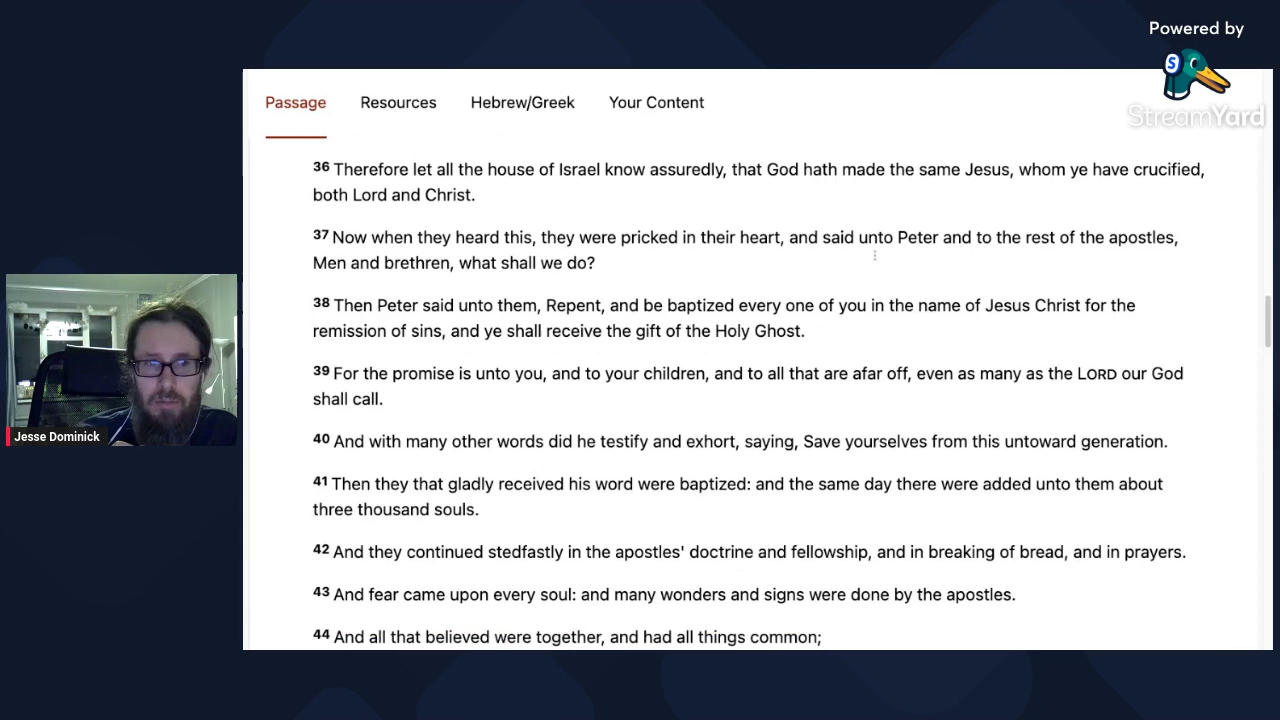 Powered by
StreamYard
Passage Resources Hebrew/Greek Your Content
36 Therefore let all the house of Israel know assuredly, that God hath made the same Jesus, whom ye have crucified,
both Lord and Christ.
37 Now when they heard this, they were pricked in their heart, and said unto Peter and to the rest of the apostles,
Men and brethren, what shall we do?
38 Then Peter said unto them, Repent, and be baptized every one of you in the name of Jesus Christ for the
remission of sins, and ye shall receive the gift of the Holy Ghost.
39 For the promise is unto you, and to your children, and to all that are afar off, even as many as the LORD our God
shall call.
40 And with many other words did he testify and exhort, saying, Save yourselves from this untoward generation.
41 Then they that gladly received his word were baptized: and the same day there were added unto them about
three thousand souls.
42 And they continued stedfastly in the apostles' doctrine and fellowship, and in breaking of bread, and in prayers.
43 And fear came upon every soul: and many wonders and signs were done by the apostles.
44 And all that believed were together, and had all things common;
Jesse Dominick